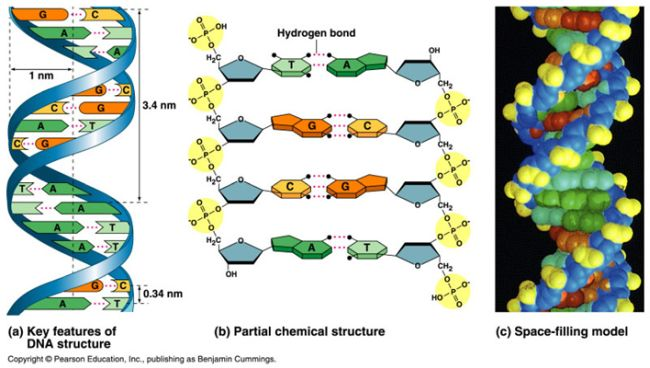 G C
A
A
G C
C G
A T
C G
T A
A
A T
A T
G C
A T
1 nm
3.4 nm
0.34 nm
Hydrogen bond
OH
O
P
O⁻
O
H₂C
O
T A
OH
O
CH₂
O
O
P
O⁻
O
O
P
O⁻
O
H₂C
O
G C
O
CH₂
O
O
P
O⁻
O
O
P
O⁻
O
H₂C
O
C G
O
CH₂
O
O
P
O⁻
O
O
P
O⁻
O
H₂C
O
OH
A T
O
CH₂
O
O
P
HO
O⁻
(a) Key features of
DNA structure
(b) Partial chemical structure
(c) Space-filling model
Copyright © Pearson Education, Inc., publishing as Benjamin Cummings.